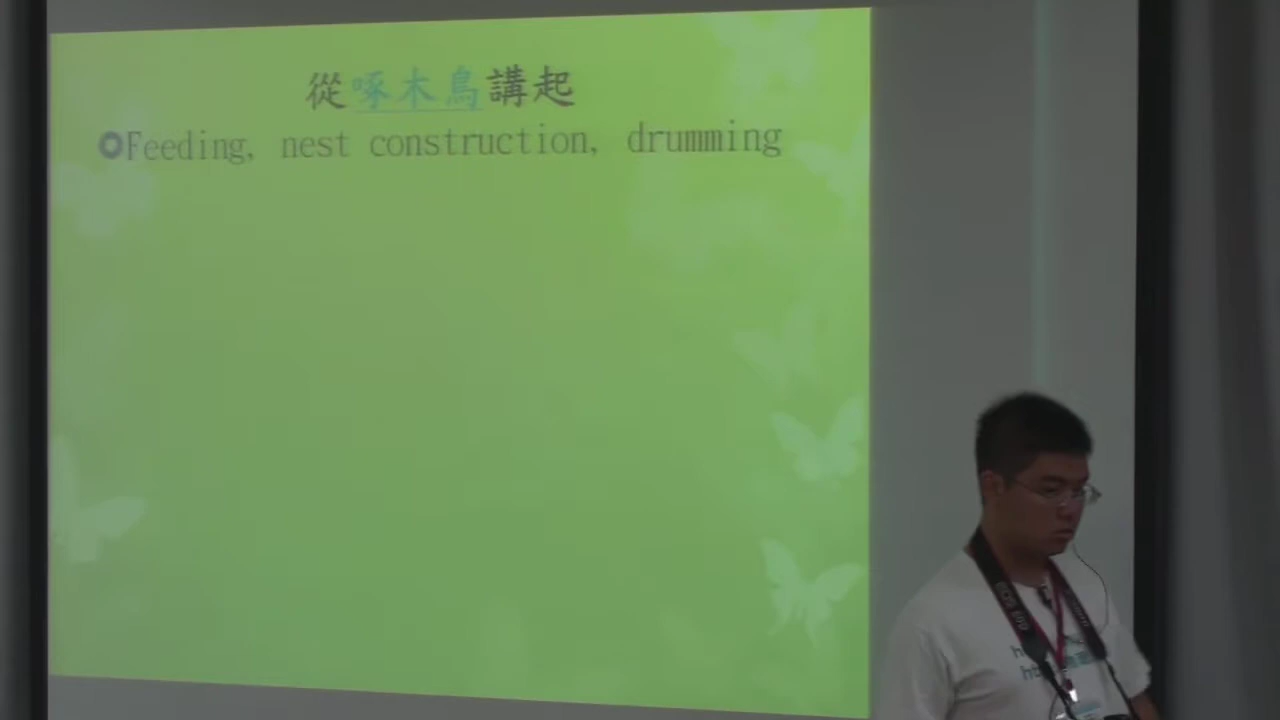 從啄木鳥講起
Feeding, nest construction, drumming